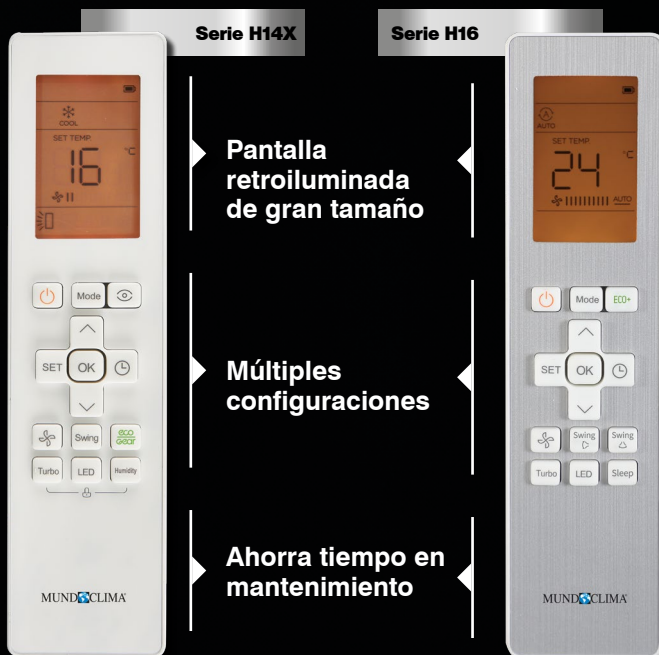 Serie H14X
Serie H16
COOL
SET TEMP.
16 °C
Mode
SET
OK
Swing
eco
gear
Turbo
LED
Humidity
MUNDOCLIMA
Pantalla
retroiluminada
de gran tamaño
Múltiples
configuraciones
Ahorra tiempo en
mantenimiento
A
AUTO
SET TEMP.
24 °C
AUTO
Mode
ECO+
SET
OK
Swing
Swing
Turbo
LED
Sleep
MUNDOCLIMA